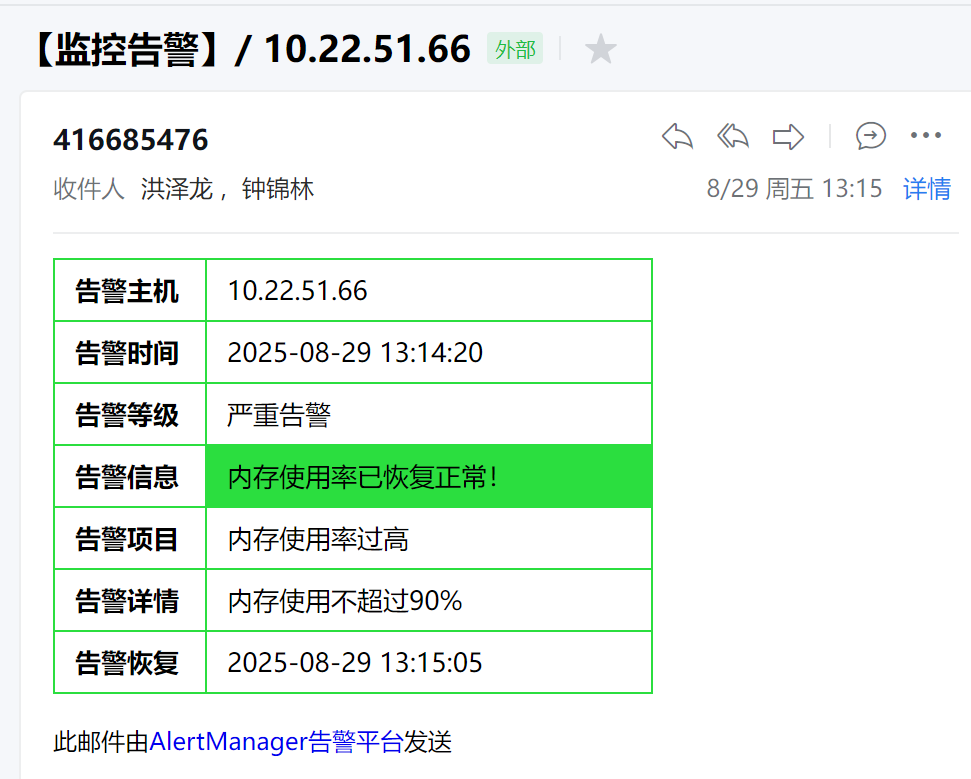 【监控告警】/ 10.22.51.66 外部
416685476
收件人 洪泽龙，钟锦林 8/29 周五 13:15 详情
告警主机 10.22.51.66
告警时间 2025-08-29 13:14:20
告警等级 严重告警
告警信息 内存使用率已恢复正常！
告警项目 内存使用率过高
告警详情 内存使用不超过90%
告警恢复 2025-08-29 13:15:05
此邮件由AlertManager告警平台发送